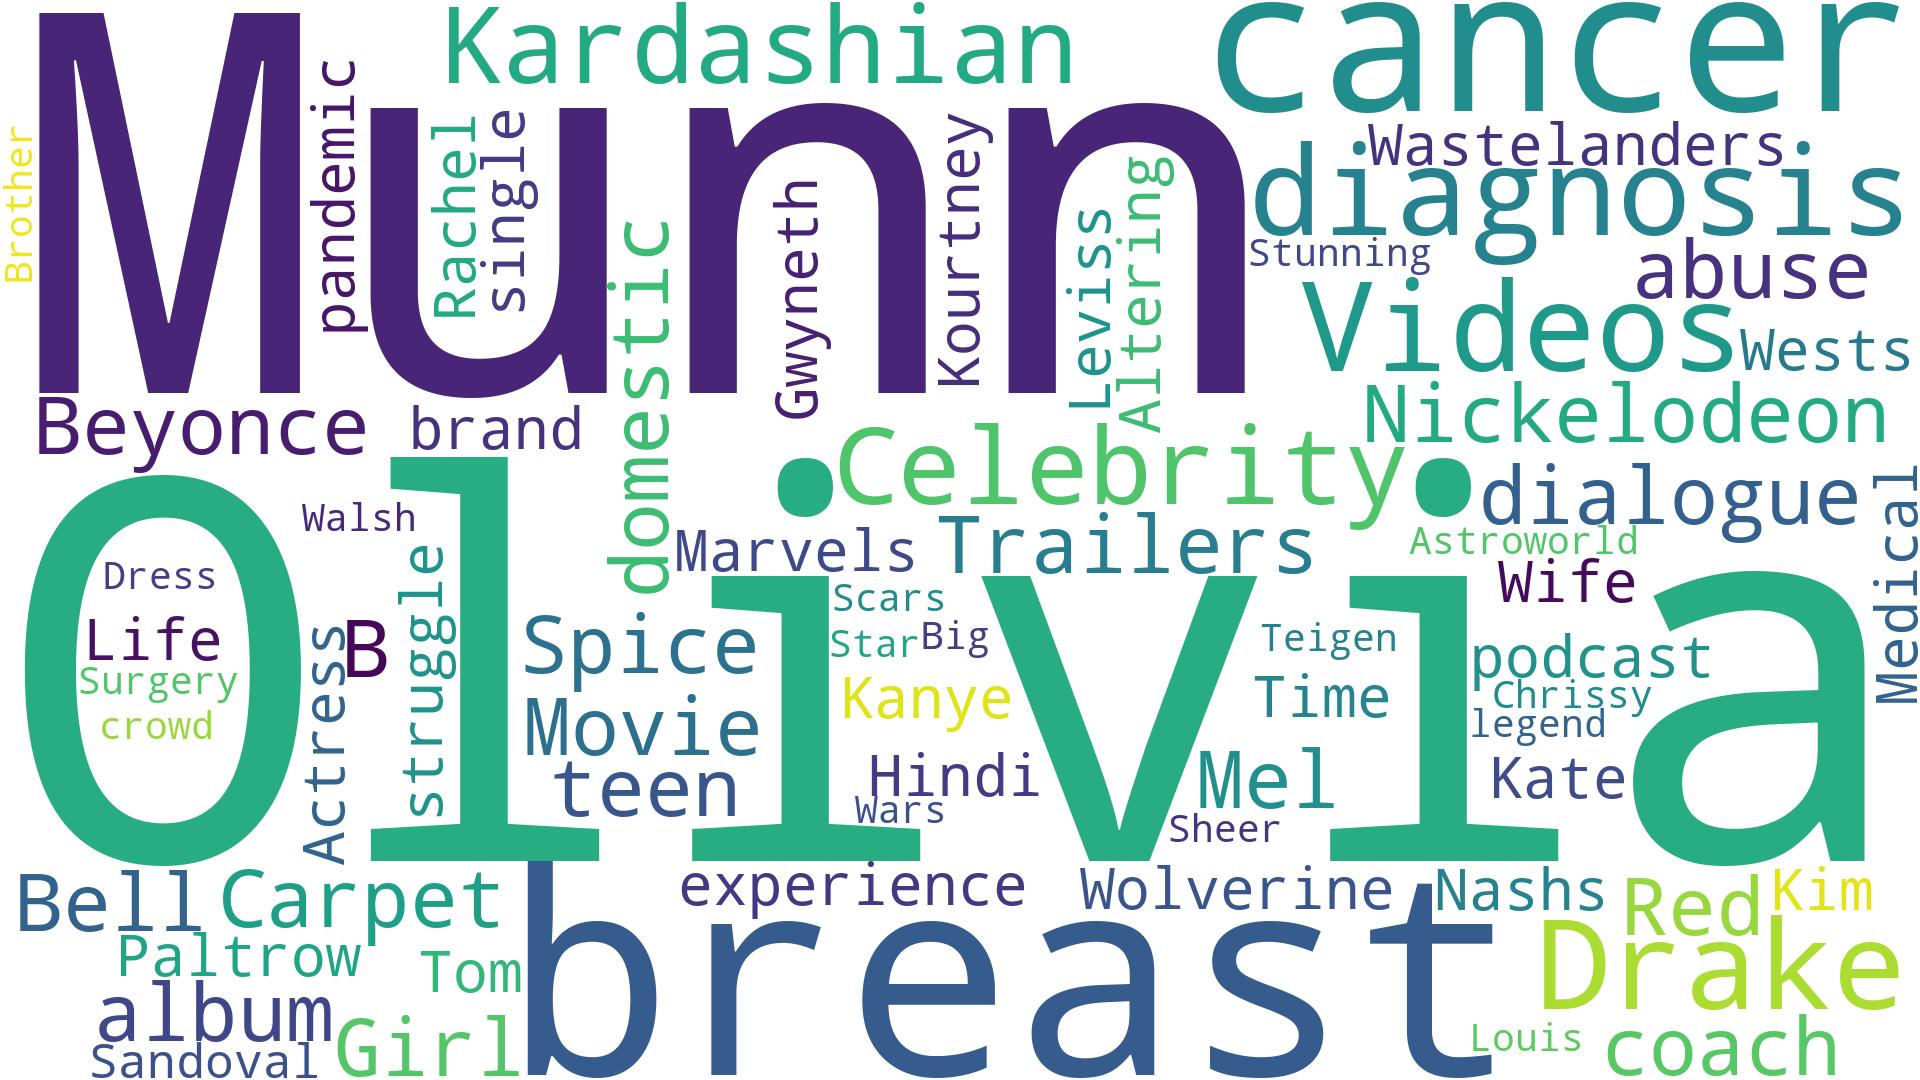 Munn
Kardashian
cancer
pandemic
Brother
Rachel
single
domestic
Gwyneth
Kourtney
Leviss
Altering
Wastelanders
diagnosis
Stunning
abuse
Videos
Wests
Nickelodeon
Beyonce
brand
Celebrity
dialogue
Medical
Olivia
Walsh
Marvels
Trailers
Astroworld
Wife
Dress
Life
Surgery
crowd
Actress
B
struggle
Spice
Movie
teen
Scars
Star
Big
Kanye
Hindi
Wars
Teigen
Time
Mel
Sheer
podcast
Chrissy
legend
Kate
Bell
Carpet
experience
Wolverine
Nashs
Red
Kim
Paltrow
Tom
breast
Drake
album
Sandoval
Girl
Louis
coach